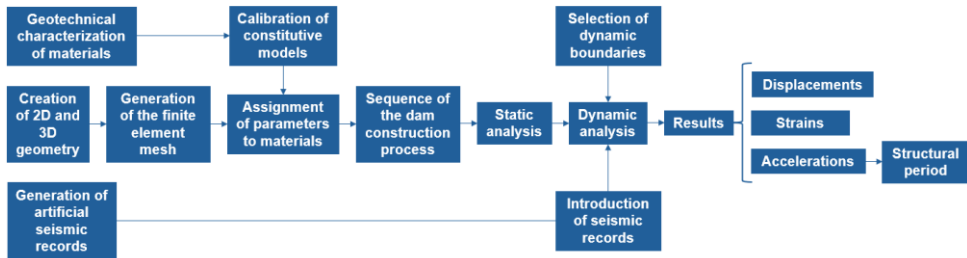 Geotechnical
characterization
of materials
Calibration of
constitutive
models
Selection of
dynamic
boundaries
Creation
of 2D and
3D
geometry
Generation
of the finite
element
mesh
Assignment
of parameters
to materials
Sequence of
the dam
construction
process
Static
analysis
Dynamic
analysis
Results
Displacements
Strains
Accelerations
Structural
period
Generation of
artificial
seismic
records
Introduction
of seismic
records